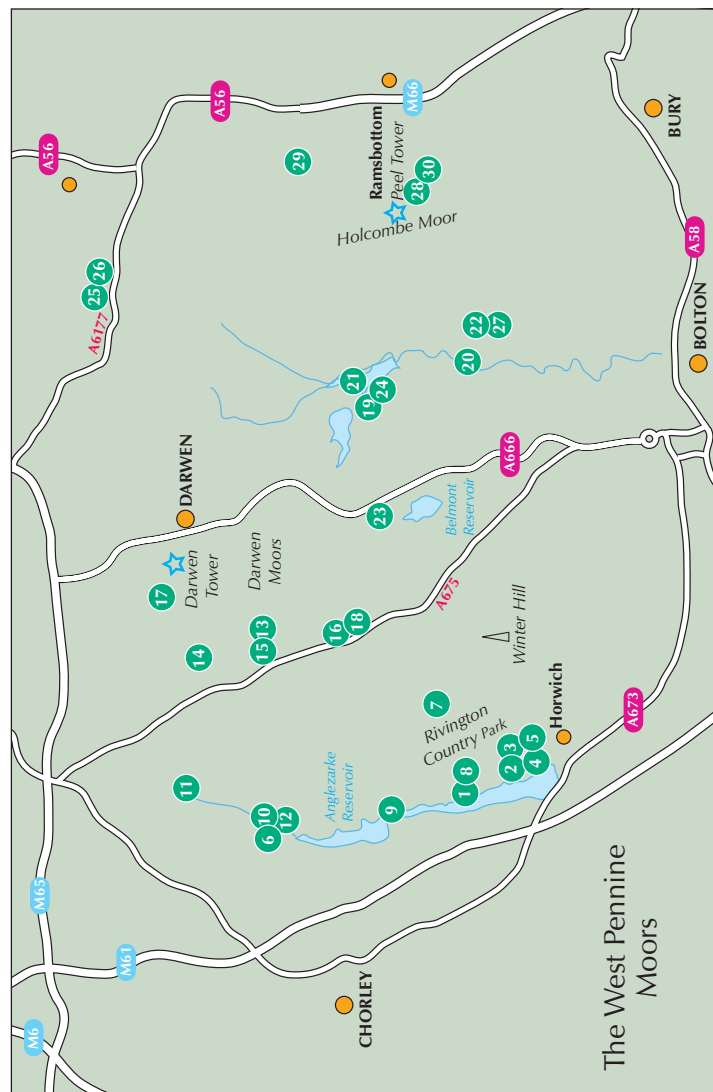 M6
M65
A56
25
26
A6177
M61
17
11
DARWEN
14
Darwen
Tower
A56
10
15
13
Darwen
Moors
6
12
29
Anglezarke
Reservoir
16
18
21
CHORLEY
19
24
23
9
Holcombe Moor
Ramsbottom
Peel Tower
M66
28
30
7
Rivington
Country Park
A675
Belmont
Reservoir
1
8
20
22
27
A666
2
3
4
5
Winter Hill
Horwich
The West Pennine
Moors
A673
BOLTON
A58
BURY